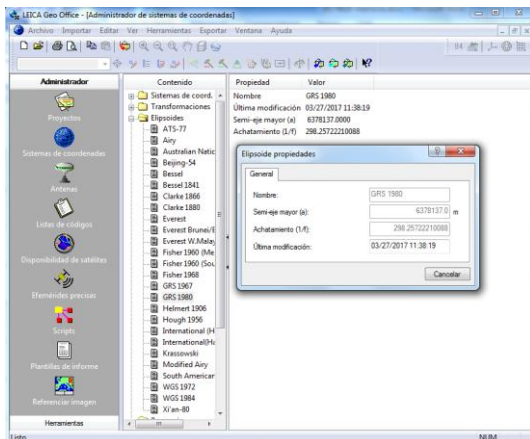 LEICA Geo Office - [Administrador de sistemas de coordenadas]
Archivo Importar Editar Ver Herramientas Exportar Ventana Ayuda
Administrador
Proyectos
Sistemas de coordenadas
Antenas
Listas de códigos
Disponibilidad de satélites
Efemérides precisas
Scripts
Plantillas de informe
Referenciar imagen
Herramientas
Contenido
Sistemas de coord.
Transformaciones
Elipsoides
ATS-77
Airy
Australian Natic
Beijing-54
Bessel
Bessel 1841
Clarke 1866
Clarke 1880
Everest
Everest Brunei/E
Everest W.Malay
Fisher 1960 (Me
Fisher 1960 (Sou
Fisher 1968
GRS 1967
GRS 1980
Helmert 1906
Hough 1956
International (H
International(Ha
Krassowski
Modified Airy
South American
WGS 1972
WGS 1984
Xi'an-80
Propiedad Valor
Nombre GRS 1980
Última modificación 03/27/2017 11:38:19
Semi-eje mayor (a) 6378137.0000
Achatamiento (1/f) 298.25722210088
Elipsoide propiedades
General
Nombre: GRS 1980
Semi-eje mayor (a): 6378137.0 m
Achatamiento (1/f): 298.25722210088
Última modificación: 03/27/2017 11:38:19
Cancelar
Listo NUM